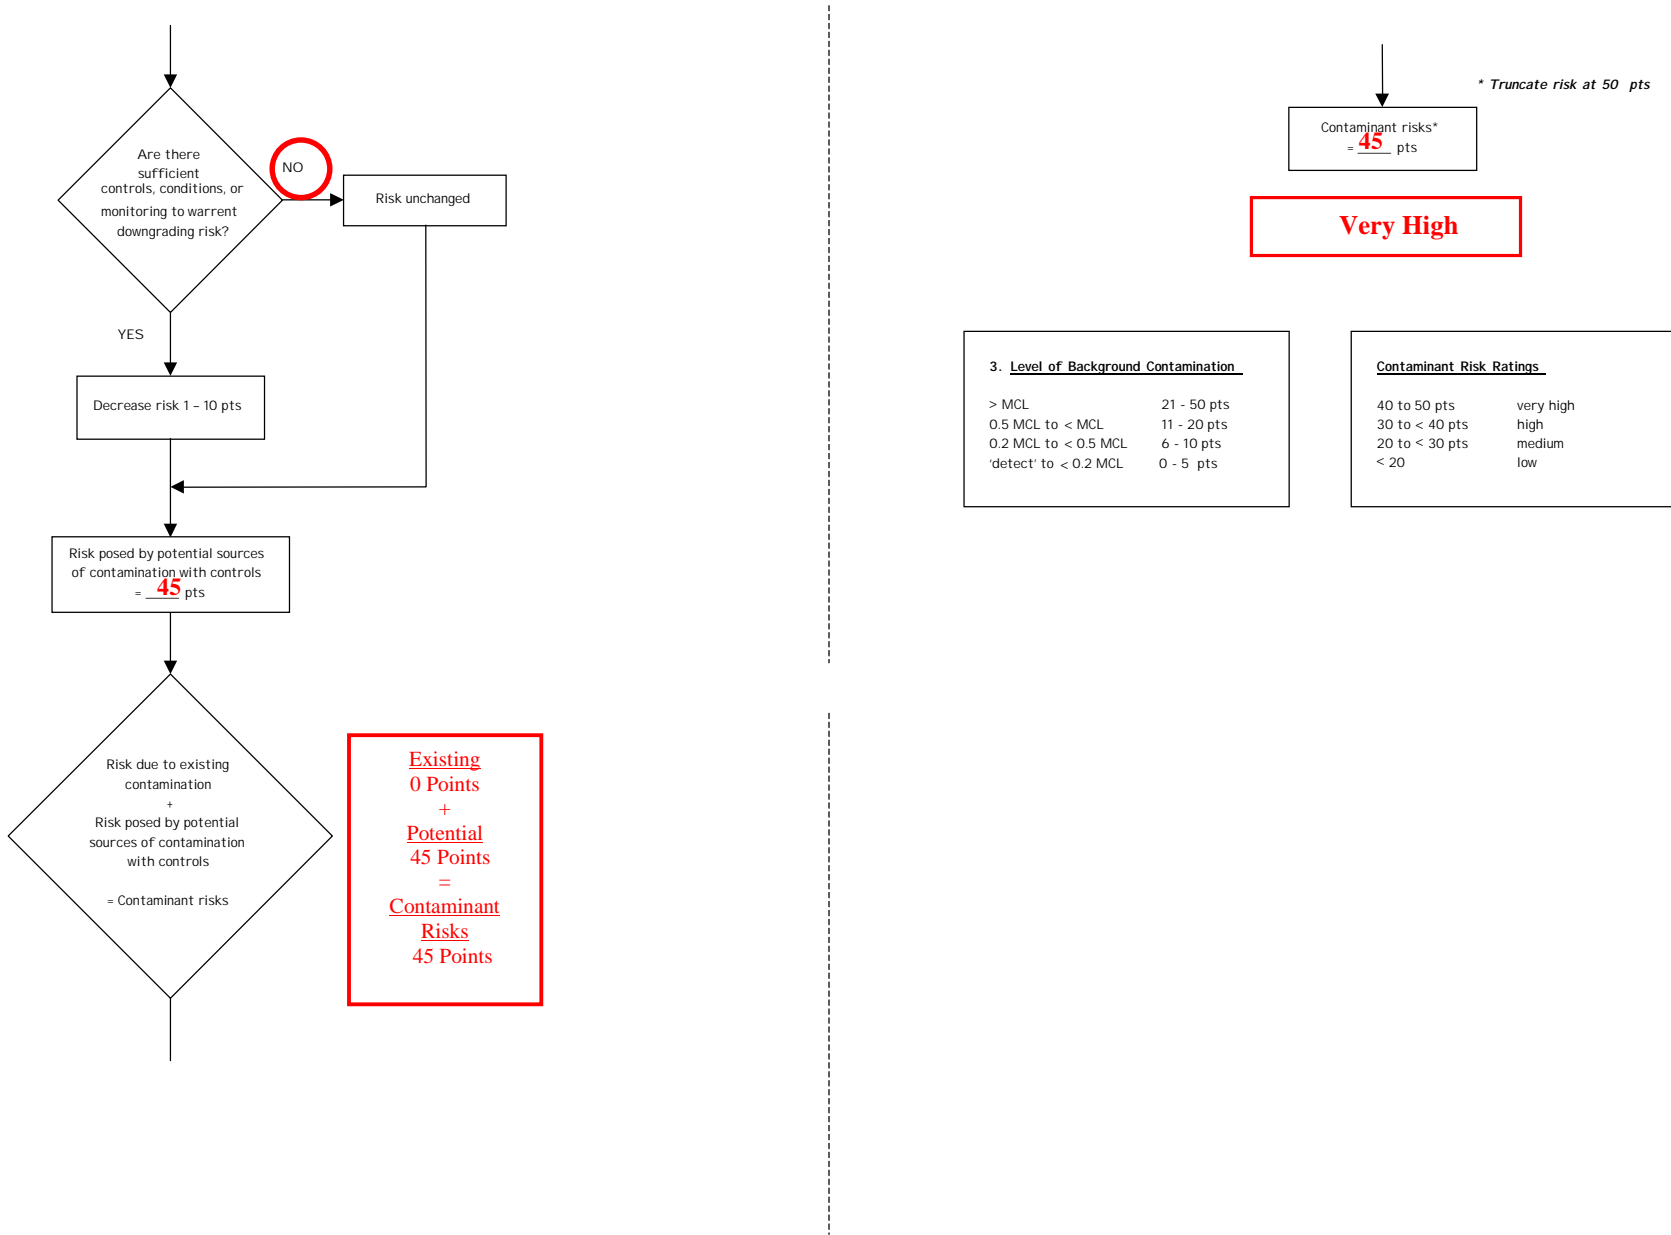 Are there
sufficient
controls, conditions, or
monitoring to warrent
downgrading risk?
NO
Risk unchanged
YES
Decrease risk 1 – 10 pts
Risk posed by potential sources
of contamination with controls
= 45 pts
Risk due to existing
contamination
+
Risk posed by potential
sources of contamination
with controls
= Contaminant risks
Existing
0 Points
+
Potential
45 Points
=
Contaminant
Risks
45 Points
* Truncate risk at 50 pts
Contaminant risks*
= 45 pts
Very High
3. Level of Background Contamination
> MCL 21 - 50 pts
0.5 MCL to < MCL 11 - 20 pts
0.2 MCL to < 0.5 MCL 6 - 10 pts
'detect' to < 0.2 MCL 0 - 5 pts
Contaminant Risk Ratings
40 to 50 pts very high
30 to < 40 pts high
20 to < 30 pts medium
< 20 low